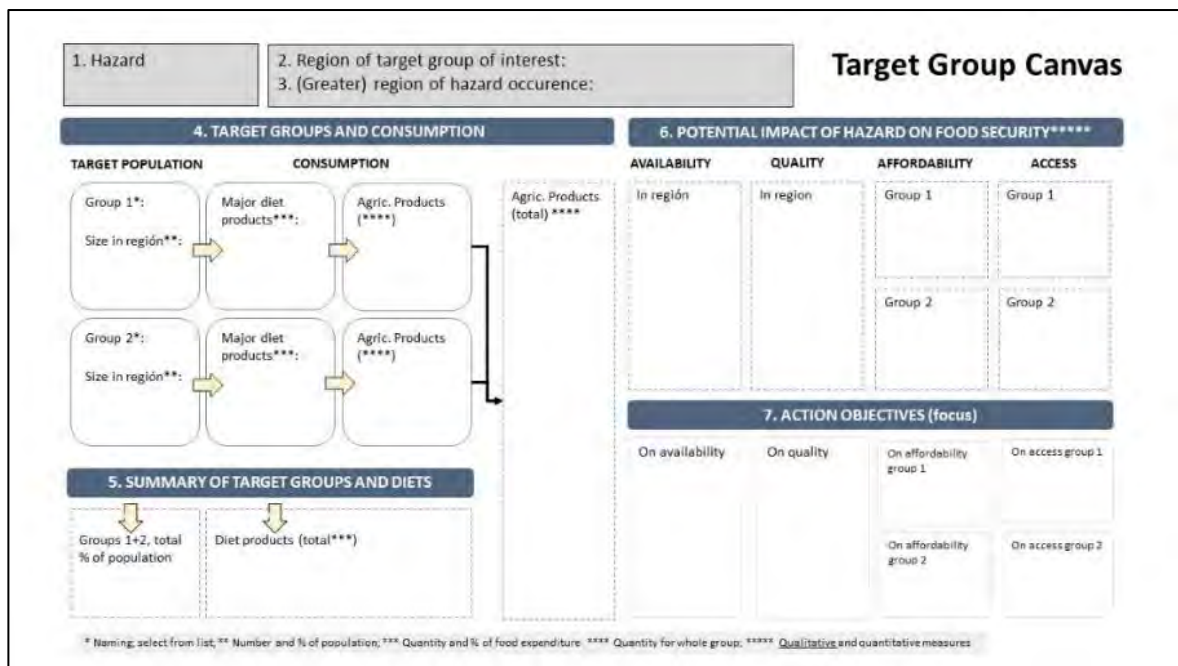 1. Hazard
2. Region of target group of interest:
3. (Greater) region of hazard occurence:
Target Group Canvas
4. TARGET GROUPS AND CONSUMPTION
TARGET POPULATION
CONSUMPTION
Group 1*:
Size in región**:
Major diet
products***:
Agric. Products
(****)
Group 2*:
Size in región**:
Major diet
products***:
Agric. Products
(****)
Agric. Products
(total) ****
5. SUMMARY OF TARGET GROUPS AND DIETS
Groups 1+2, total
% of population
Diet products (total***)
6. POTENTIAL IMPACT OF HAZARD ON FOOD SECURITY*****
AVAILABILITY
QUALITY
AFFORDABILITY
ACCESS
In región
In region
Group 1
Group 1
Group 2
Group 2
7. ACTION OBJECTIVES (focus)
On availability
On quality
On affordability
group 1
On access group 1
On affordability
group 2
On access group 2
* Naming, select from list, ** Number and % of population, *** Quantity and % of food expenditure **** Quantity for whole group, ***** Qualitative and quantitative measures